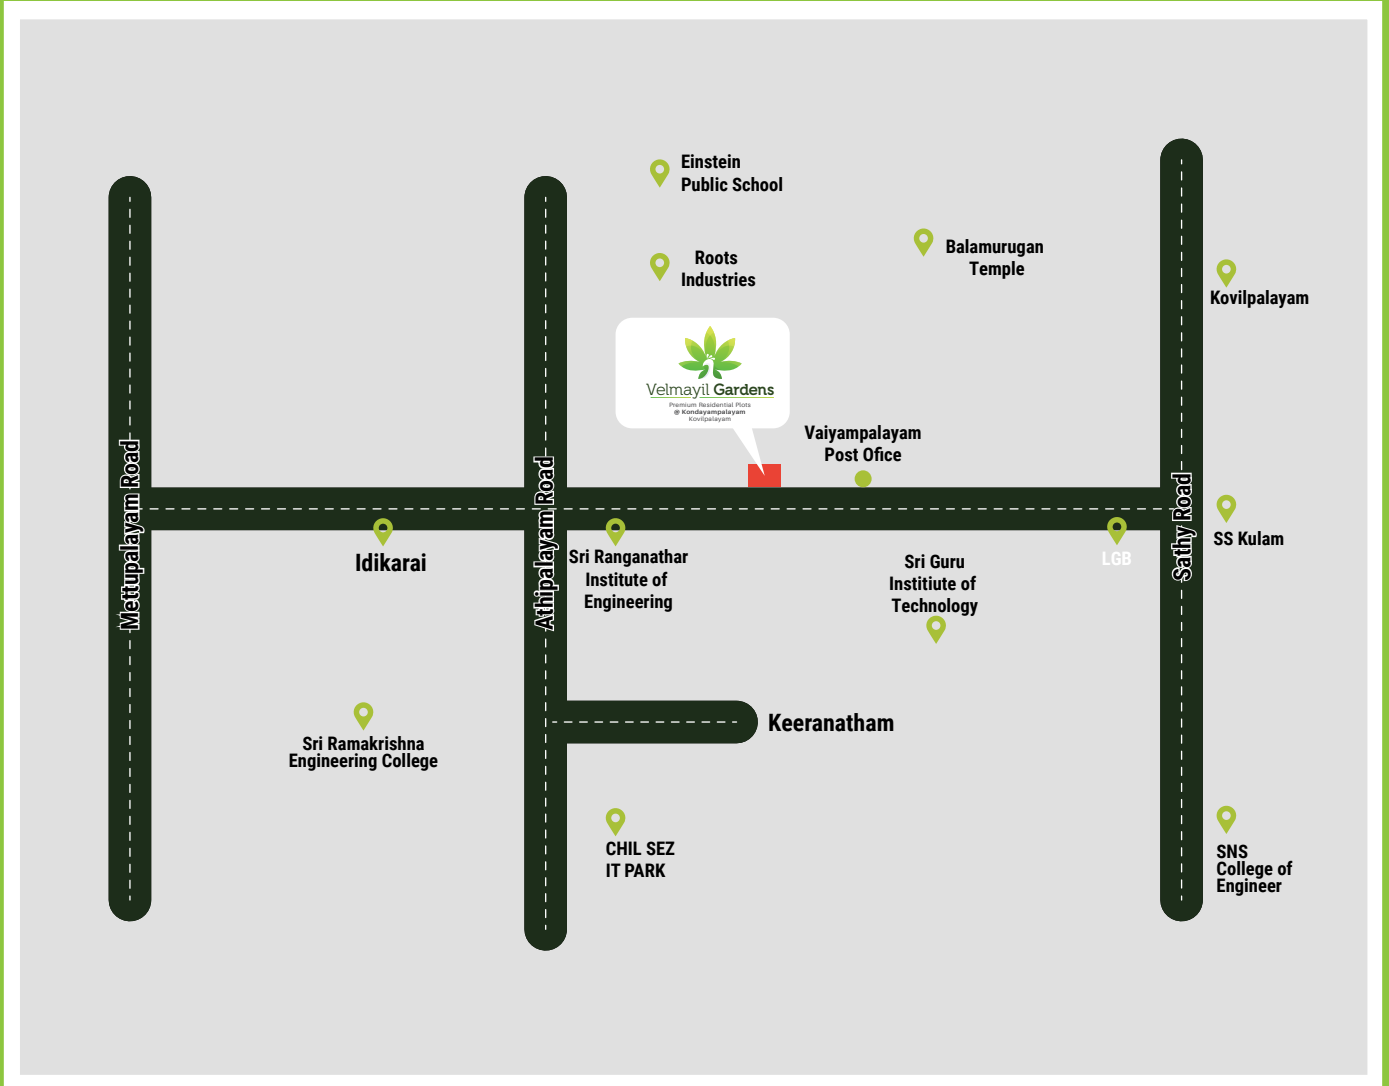 Einstein
Public School
Roots
Industries
Balamurugan
Temple
Kovilpalayam
Velmayil Gardens
Premium Residential Plots
@ Kondayampalayam
Kovilpalayam
Vaiyampalayam
Post Ofice
Mettupalayam Road
Athipalayam Road
Sathy Road
SS Kulam
Idikarai
Sri Ranganathar
Institute of
Engineering
Sri Guru
Institiute of
Technology
LGB
Keeranatham
Sri Ramakrishna
Engineering College
CHIL SEZ
IT PARK
SNS
College of
Engineer